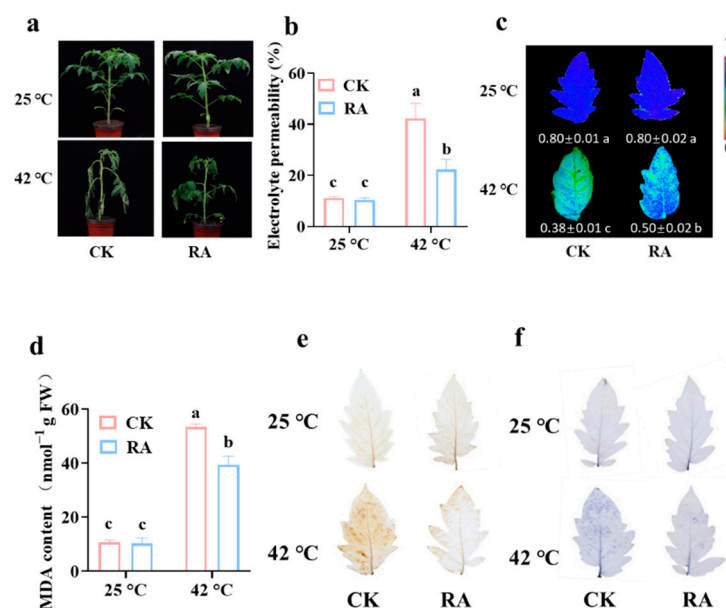 a
25 ℃
42 ℃
CK
RA
b
Electrolyte permeability (%)
60
40
20
0
CK
RA
c
c
a
b
25 ℃
42 ℃
c
25 ℃
42 ℃
0.80±0.01 a
0.80±0.02 a
0.38±0.01 c
0.50±0.02 b
CK
RA
d
MDA content （nmol⁻¹ g FW）
60
40
20
0
CK
RA
c
c
a
b
25 ℃
42 ℃
e
25 ℃
42 ℃
CK
RA
f
25 ℃
42 ℃
CK
RA